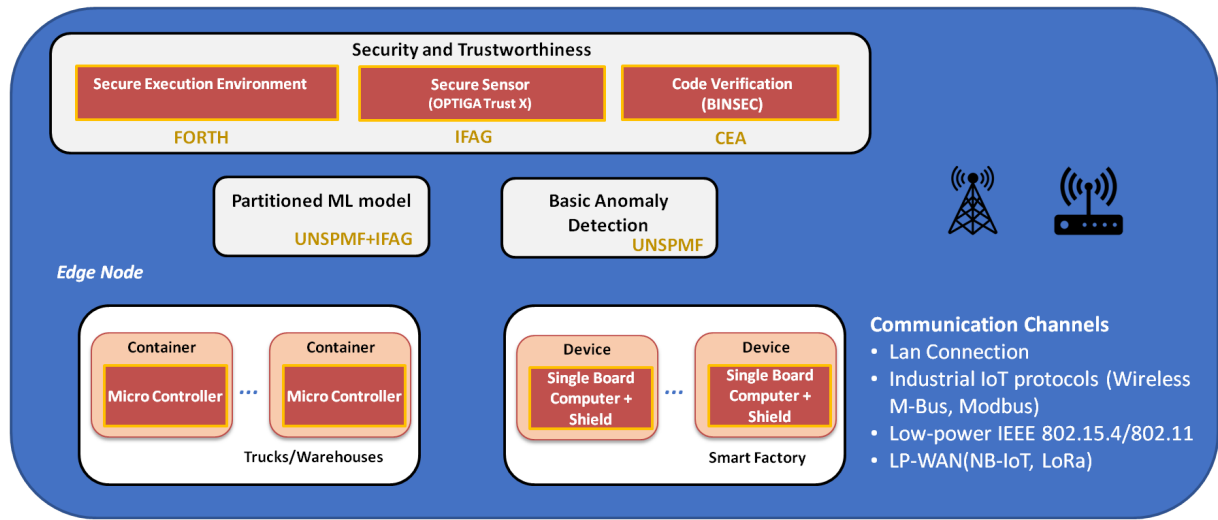 Security and Trustworthiness
Secure Execution Environment
Secure Sensor
(OPTIGA Trust X)
Code Verification
(BINSEC)
FORTH
IFAG
CEA
Partitioned ML model
UNSPMF+IFAG
Basic Anomaly
Detection
UNSPMF
Edge Node
Container
Micro Controller
...
Container
Micro Controller
Trucks/Warehouses
Device
Single Board
Computer +
Shield
...
Device
Single Board
Computer +
Shield
Smart Factory
Communication Channels
• Lan Connection
• Industrial IoT protocols (Wireless
M-Bus, Modbus)
• Low-power IEEE 802.15.4/802.11
• LP-WAN(NB-IoT, LoRa)